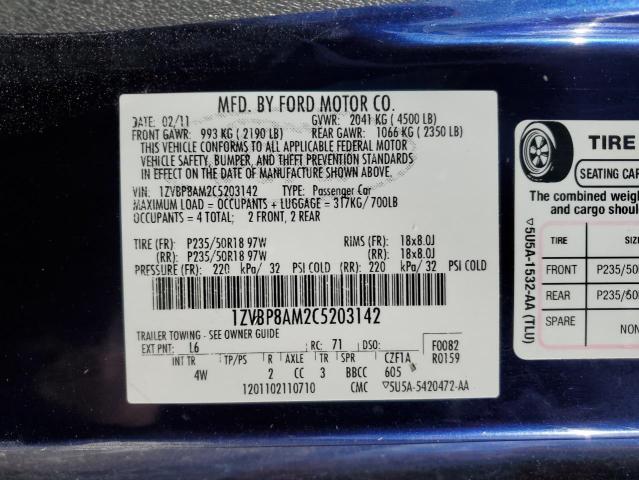 MFD. BY FORD MOTOR CO.
DATE: 02/11 GVWR: 2041 KG ( 4500 LB)
FRONT GAWR: 993 KG ( 2190 LB) REAR GAWR: 1066 KG ( 2350 LB)
THIS VEHICLE CONFORMS TO ALL APPLICABLE FEDERAL MOTOR
VEHICLE SAFETY, BUMPER, AND THEFT PREVENTION STANDARDS
IN EFFECT ON THE DATE OF MANUFACTURE SHOWN ABOVE.
VIN: 1ZVBP8AM2C5203142 TYPE: Passenger Car
MAXIMUM LOAD = OCCUPANTS + LUGGAGE = 317KG/700LB
OCCUPANTS = 4 TOTAL; 2 FRONT, 2 REAR
TIRE (FR): P235/50R18 97W RIMS (FR): 18x8.0J
(RR): P235/50R18 97W (RR): 18x8.0J
PRESSURE (FR): 220 kPa/ 32 PSI COLD (RR): 220 kPa/ 32 PSI COLD
1ZVBP8AM2C5203142
TRAILER TOWING - SEE OWNER GUIDE
EXT PNT: L6 RC: 71 DSO: F0082
INT TR TP/PS R AXLE TR SPR CZF1A R0159
4W 2 CC 3 BBCC 605
1201102110710 CMC ▽5U5A-5420472-AA
TIRE
SEATING CAR
The combined weigh
and cargo shoul
TIRE SIZ
FRONT P235/5
REAR P235/50
SPARE NON
▽5U5A-1532-AA (TLU)